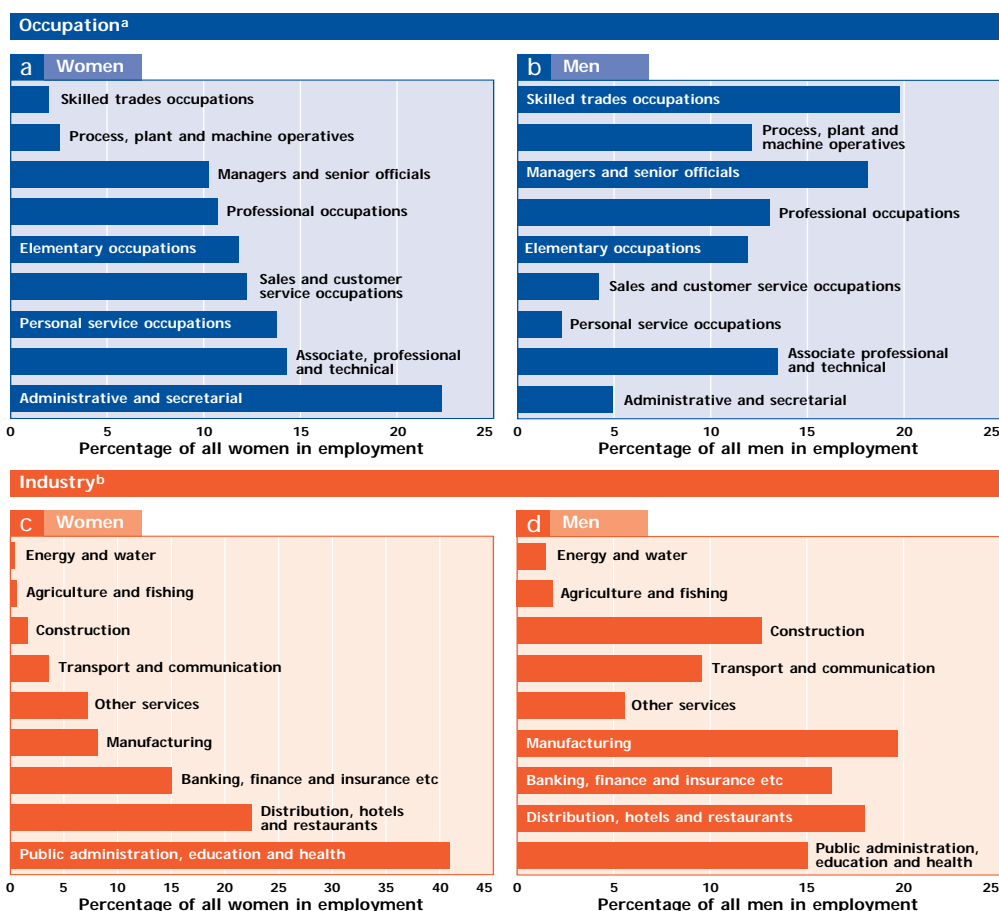 Occupationa
a Women
Skilled trades occupations
Process, plant and machine operatives
Managers and senior officials
Professional occupations
Elementary occupations
Sales and customer
service occupations
Personal service occupations
Associate, professional
and technical
Administrative and secretarial
0 5 10 15 20 25
Percentage of all women in employment
b Men
Skilled trades occupations
Process, plant and
machine operatives
Managers and senior officials
Professional occupations
Elementary occupations
Sales and customer service occupations
Personal service occupations
Associate professional
and technical
Administrative and secretarial
0 5 10 15 20 25
Percentage of all men in employment
Industryb
c Women
Energy and water
Agriculture and fishing
Construction
Transport and communication
Other services
Manufacturing
Banking, finance and insurance etc
Distribution, hotels
and restaurants
Public administration, education and health
0 5 10 15 20 25 30 35 40 45
Percentage of all women in employment
d Men
Energy and water
Agriculture and fishing
Construction
Transport and communication
Other services
Manufacturing
Banking, finance and insurance etc
Distribution, hotels and restaurants
Public administration,
education and health
0 5 10 15 20 25
Percentage of all men in employment